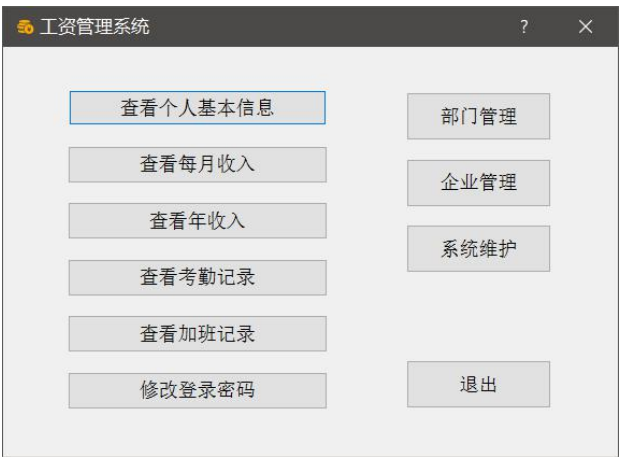 工资管理系统
?
查看个人基本信息
查看每月收入
查看年收入
查看考勤记录
查看加班记录
修改登录密码
部门管理
企业管理
系统维护
退出